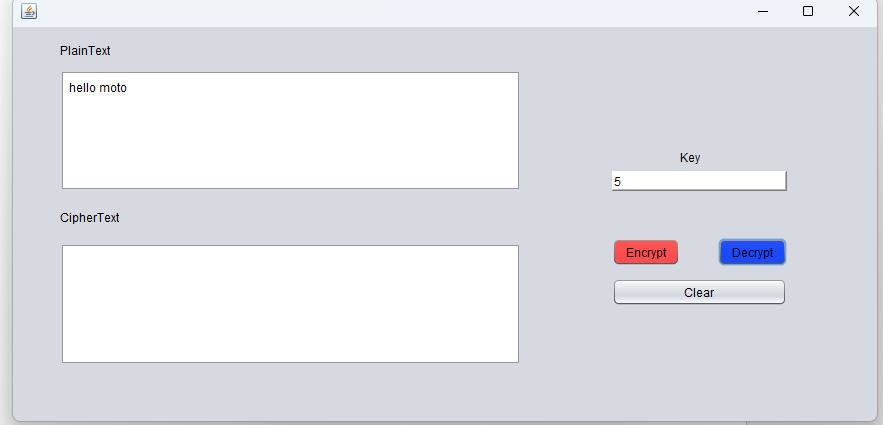 PlainText
hello moto
Key
5
CipherText
Encrypt
Decrypt
Clear